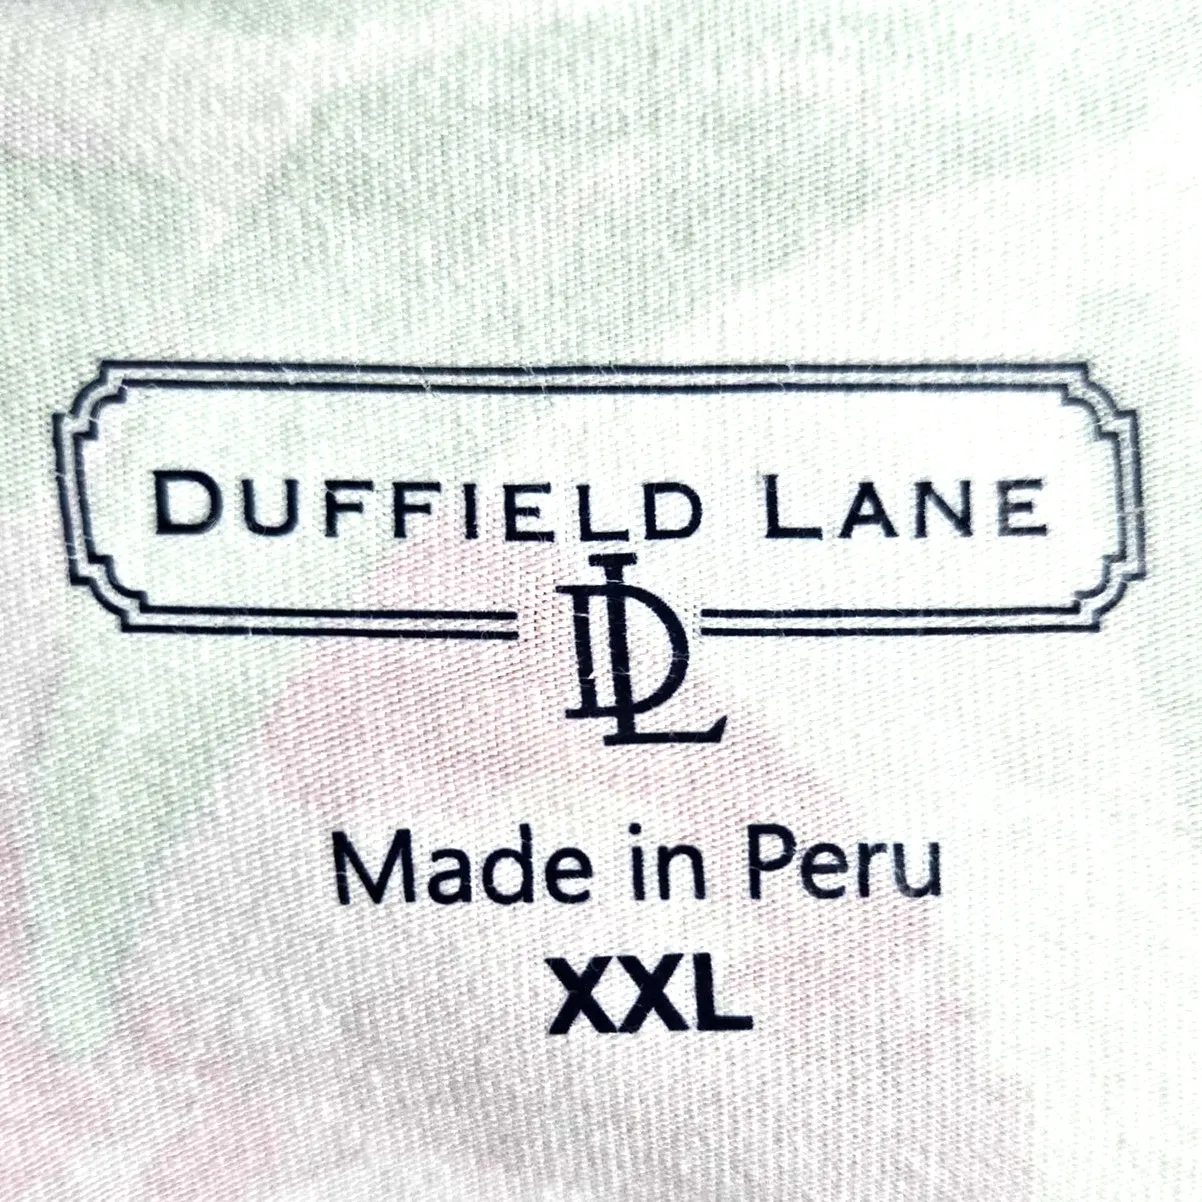 DUFFIELD LANE
DL
Made in Peru
XXL